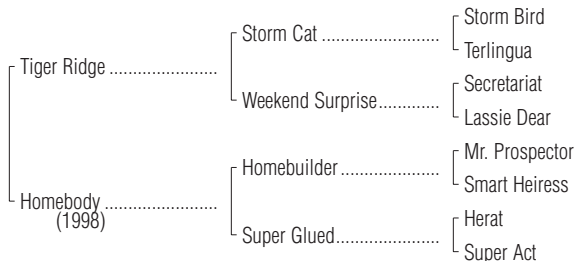 Storm Bird
Storm Cat ........................
Terlingua
Tiger Ridge ......................
Secretariat
Weekend Surprise.............
Lassie Dear
Mr. Prospector
Homebuilder ....................
Smart Heiress
Homebody .......................
(1998)
Herat
Super Glued.....................
Super Act